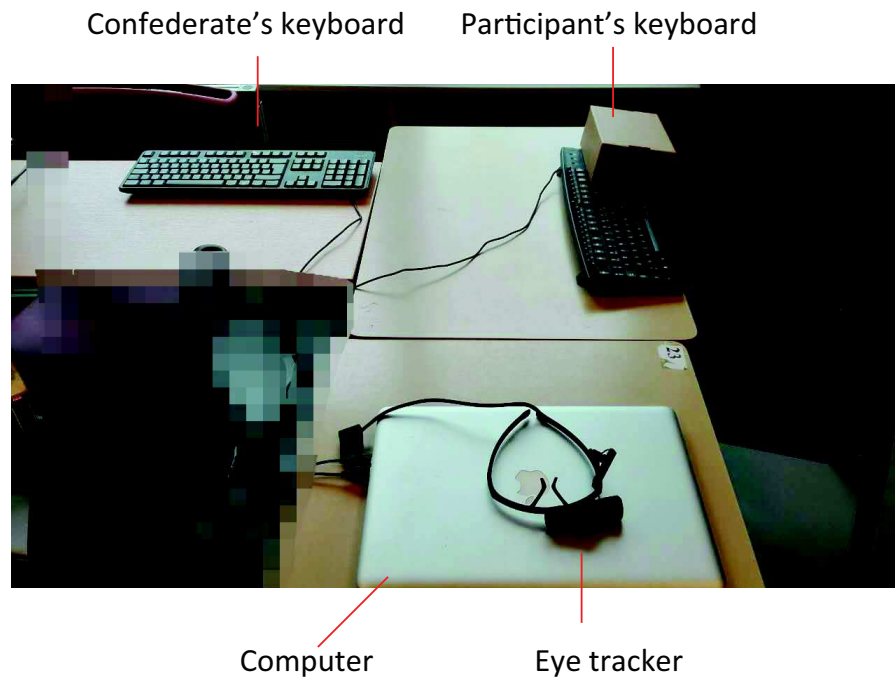 Confederate’s keyboard
Participant’s keyboard
23
Computer
Eye tracker